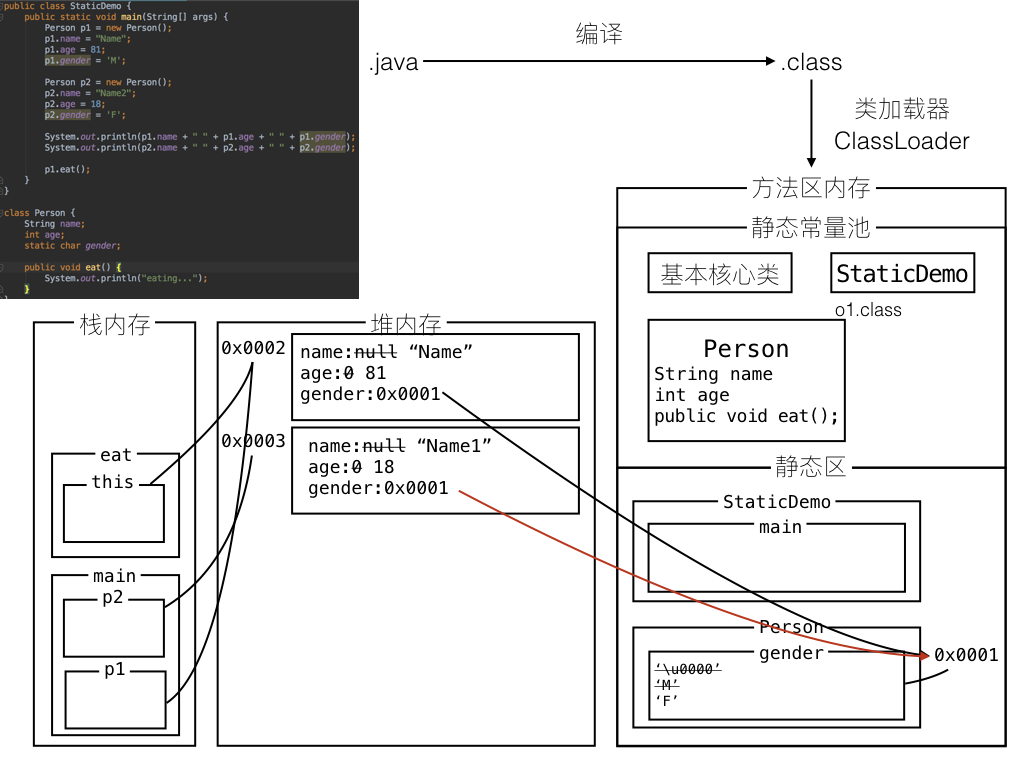 public class StaticDemo {
public static void main(String[] args) {
Person p1 = new Person();
p1.name = "Name";
p1.age = 81;
p1.gender = 'M';
Person p2 = new Person();
p2.name = "Name2";
p2.age = 18;
p2.gender = 'F';
System.out.println(p1.name + " " + p1.age + " " + p1.gender);
System.out.println(p2.name + " " + p2.age + " " + p2.gender);
p1.eat();
}
}
class Person {
String name;
int age;
static char gender;
public void eat() {
System.out.println("eating...");
}
}
.java
编译
.class
类加载器
ClassLoader
方法区内存
静态常量池
基本核心类
StaticDemo
o1.class
Person
String name
int age
public void eat();
静态区
StaticDemo
main
Person
gender
‘\u0000’
‘M’
‘F’
0x0001
栈内存
eat
this
main
p2
p1
堆内存
0x0002
name:null “Name”
age:0 81
gender:0x0001
0x0003
name:null “Name1”
age:0 18
gender:0x0001